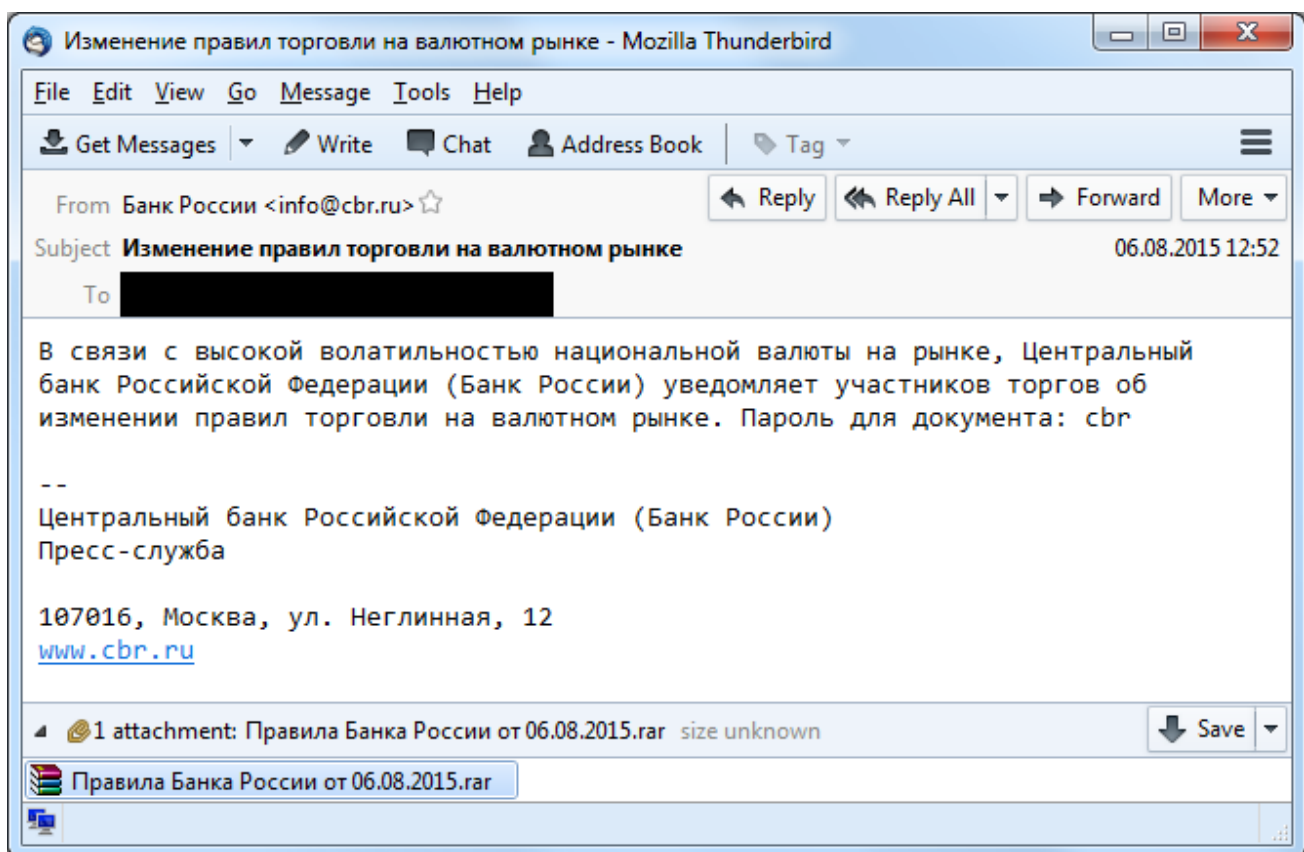 Изменение правил торговли на валютном рынке - Mozilla Thunderbird
File Edit View Go Message Tools Help
Get Messages Write Chat Address Book Tag
From Банк России <info@cbr.ru> Reply Reply All Forward More
Subject Изменение правил торговли на валютном рынке 06.08.2015 12:52
To
В связи с высокой волатильностью национальной валюты на рынке, Центральный
банк Российской Федерации (Банк России) уведомляет участников торгов об
изменении правил торговли на валютном рынке. Пароль для документа: cbr
--
Центральный банк Российской Федерации (Банк России)
Пресс-служба
107016, Москва, ул. Неглинная, 12
www.cbr.ru
1 attachment: Правила Банка России от 06.08.2015.rar size unknown Save
Правила Банка России от 06.08.2015.rar